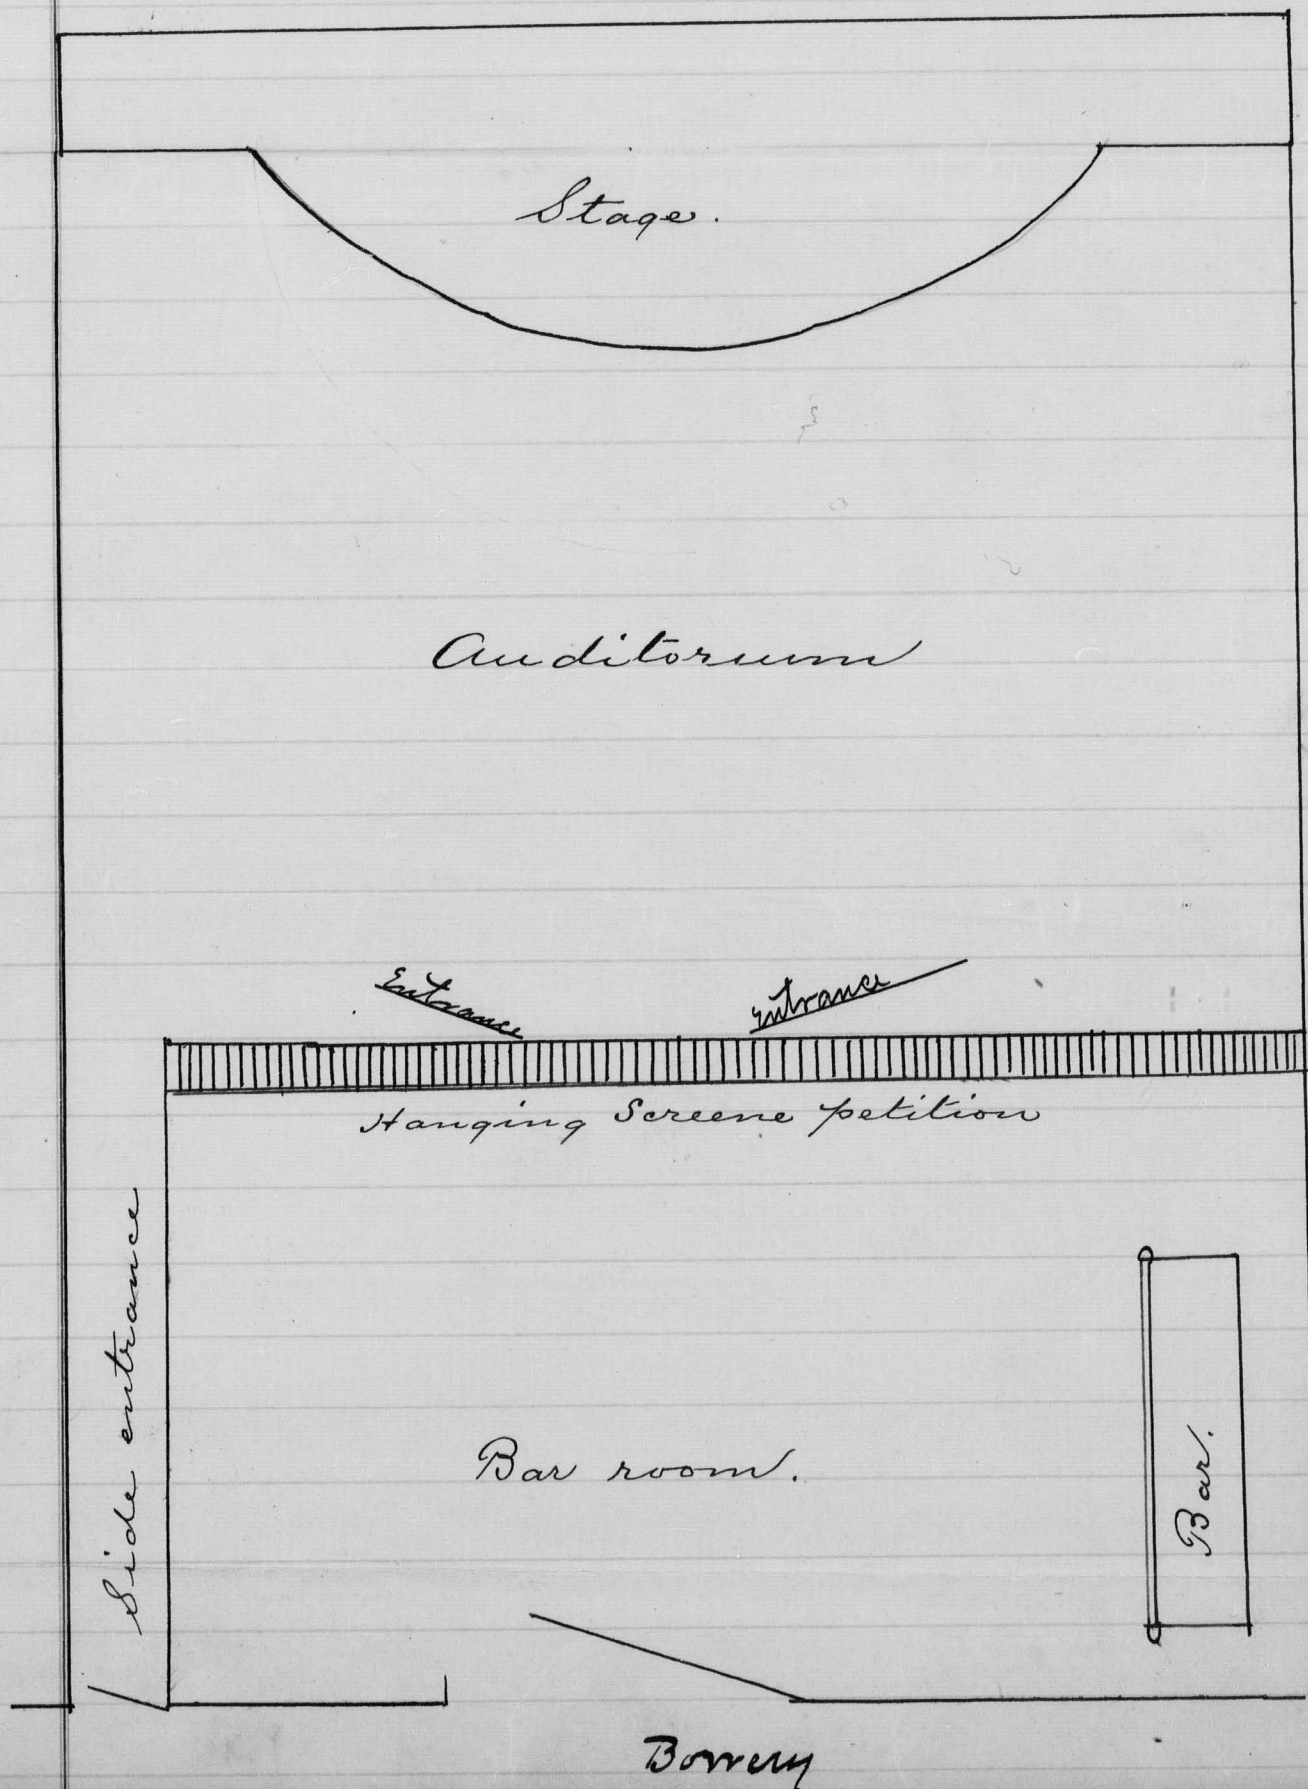 Stage.
Auditorium
Entrance
Entrance
Hanging Screene petition
Side entrance
Bar room.
Bar.
Bowery